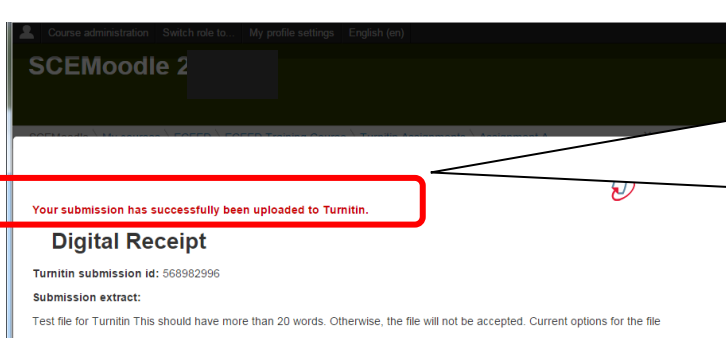 Course administration Switch role to... My profile settings English (en)
SCEMoodle 2
Your submission has successfully been uploaded to Turnitin.
Digital Receipt
Turnitin submission id: 568982996
Submission extract:
Test file for Turnitin This should have more than 20 words. Otherwise, the file will not be accepted. Current options for the file